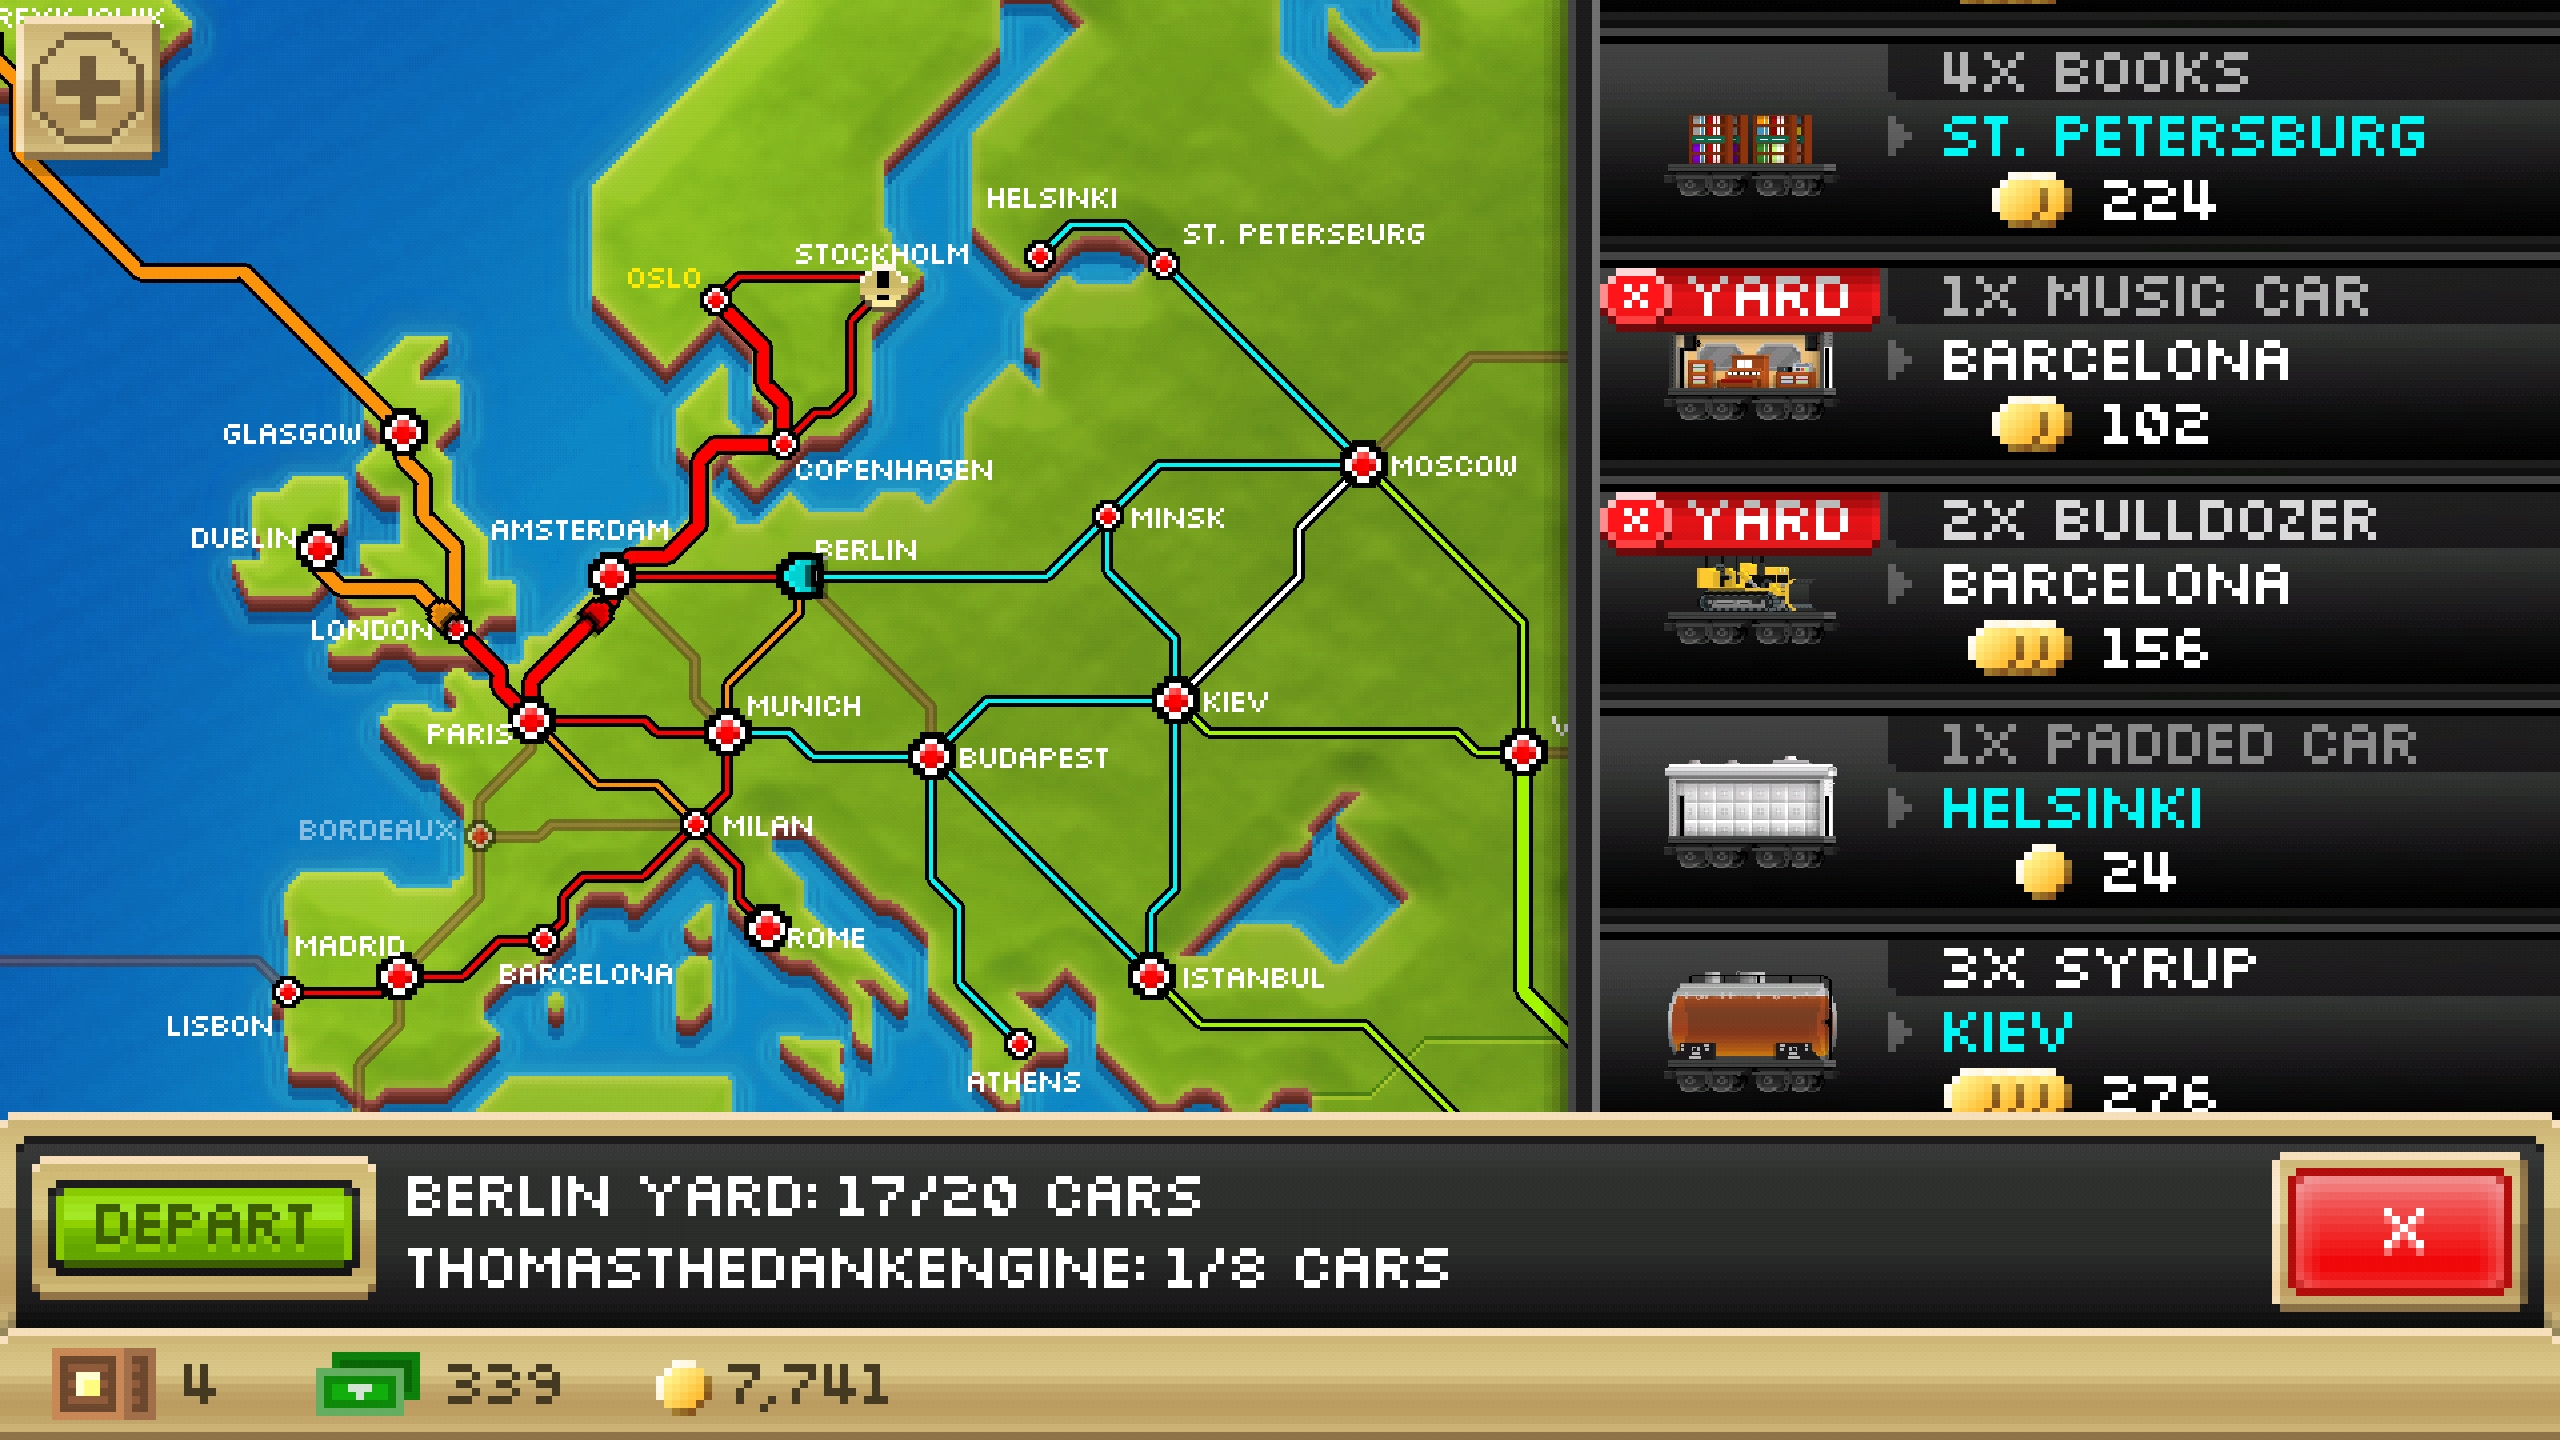 REYKJAVIK
HELSINKI
ST. PETERSBURG
STOCKHOLM
OSLO
GLASGOW
COPENHAGEN
MOSCOW
MINSK
AMSTERDAM
DUBLIN
BERLIN
LONDON
MUNICH
KIEV
PARIS
BUDAPEST
BORDEAUX
MILAN
ROME
MADRID
BARCELONA
ISTANBUL
LISBON
ATHENS
4X BOOKS
ST. PETERSBURG
224
YARD
1X MUSIC CAR
BARCELONA
102
YARD
2X BULLDOZER
BARCELONA
156
1X PADDED CAR
HELSINKI
24
3X SYRUP
KIEV
276
DEPART
BERLIN YARD: 17/20 CARS
THOMASTHEDANKENGINE: 1/8 CARS
X
4
339
7,741